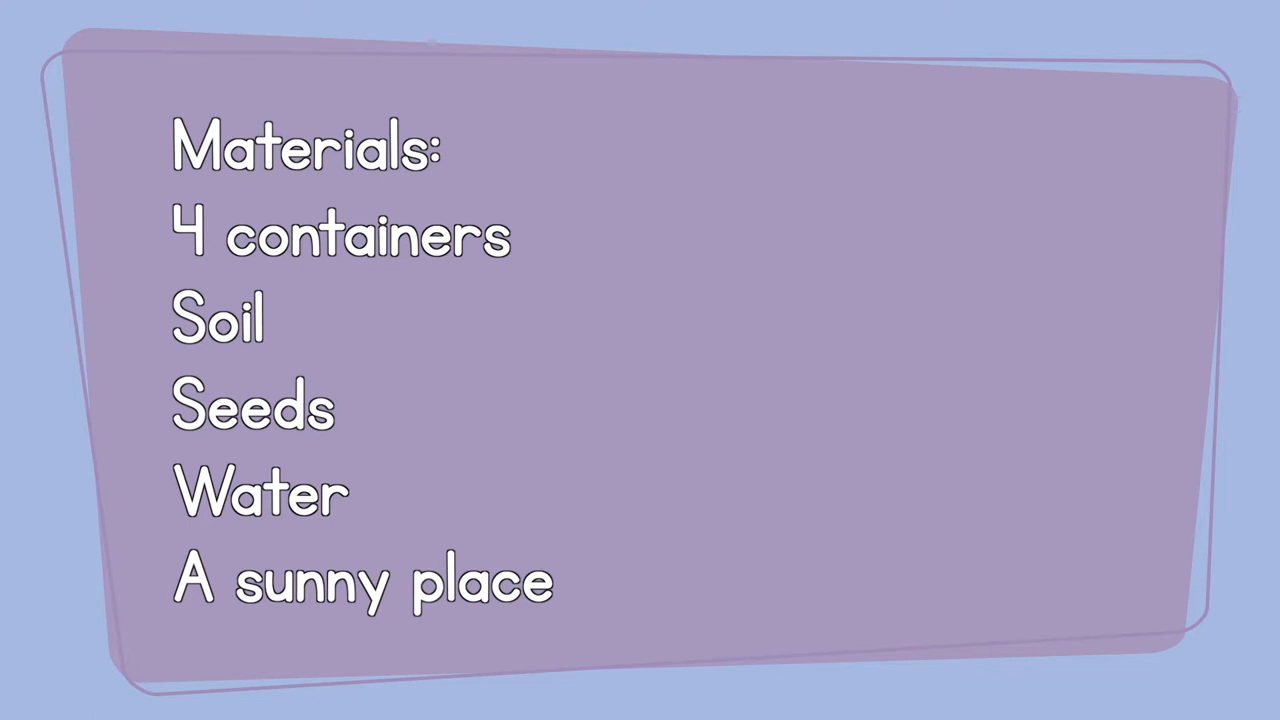 Materials:
4 containers
Soil
Seeds
Water
A sunny place